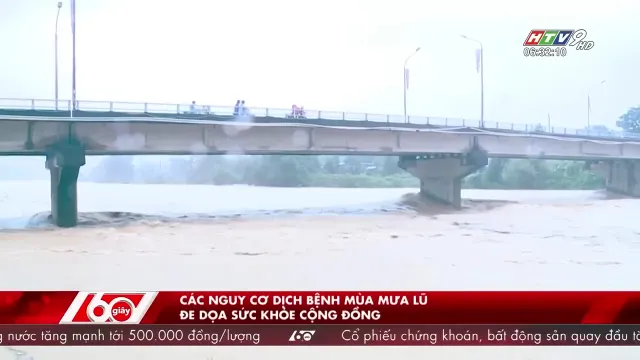 HTV9 HD
06:32:10
60 giây
CÁC NGUY CƠ DỊCH BỆNH MÙA MƯA LŨ
ĐE DỌA SỨC KHỎE CỘNG ĐỒNG
g nước tăng mạnh tới 500.000 đồng/lượng 60 Cổ phiếu chứng khoán, bất động sản quay đầu tă